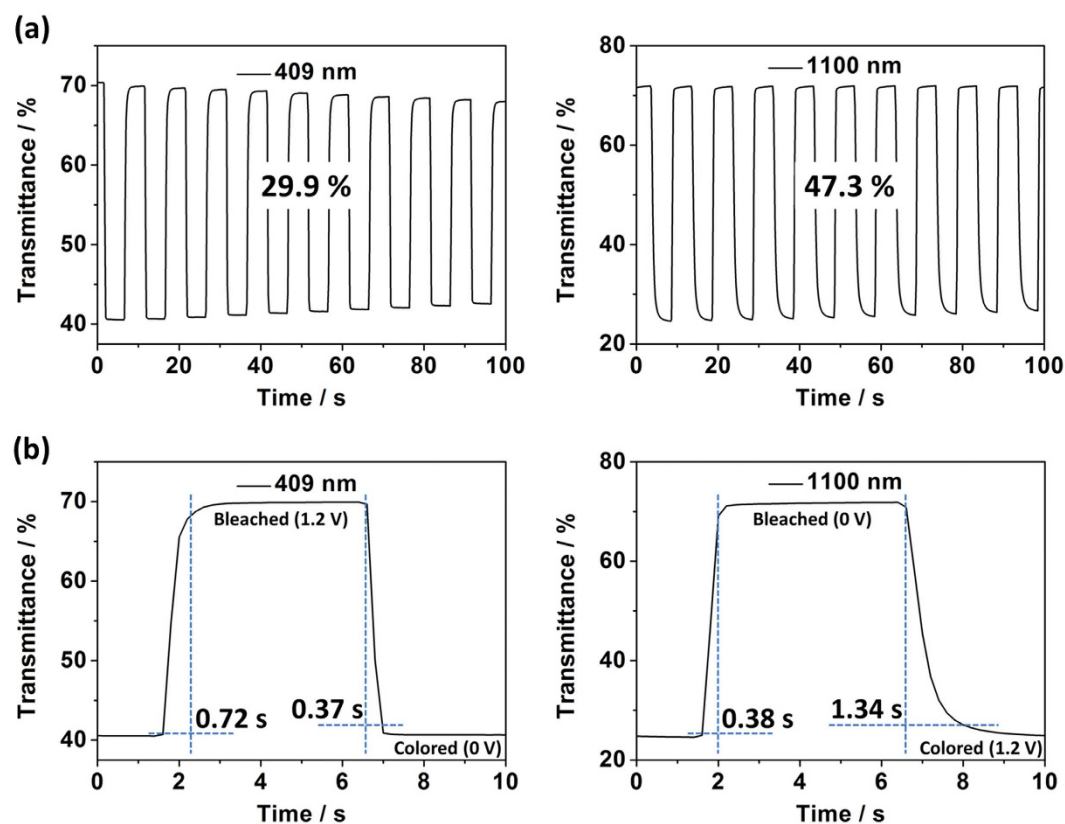 (a)
409 nm
29.9 %
Transmittance / %
70
60
50
40
0 20 40 60 80 100
Time / s
1100 nm
47.3 %
Transmittance / %
80
60
40
20
0 20 40 60 80 100
Time / s
(b)
409 nm
Bleached (1.2 V)
0.72 s
0.37 s
Colored (0 V)
Transmittance / %
70
60
50
40
0 2 4 6 8 10
Time / s
1100 nm
Bleached (0 V)
0.38 s
1.34 s
Colored (1.2 V)
Transmittance / %
80
60
40
20
0 2 4 6 8 10
Time / s